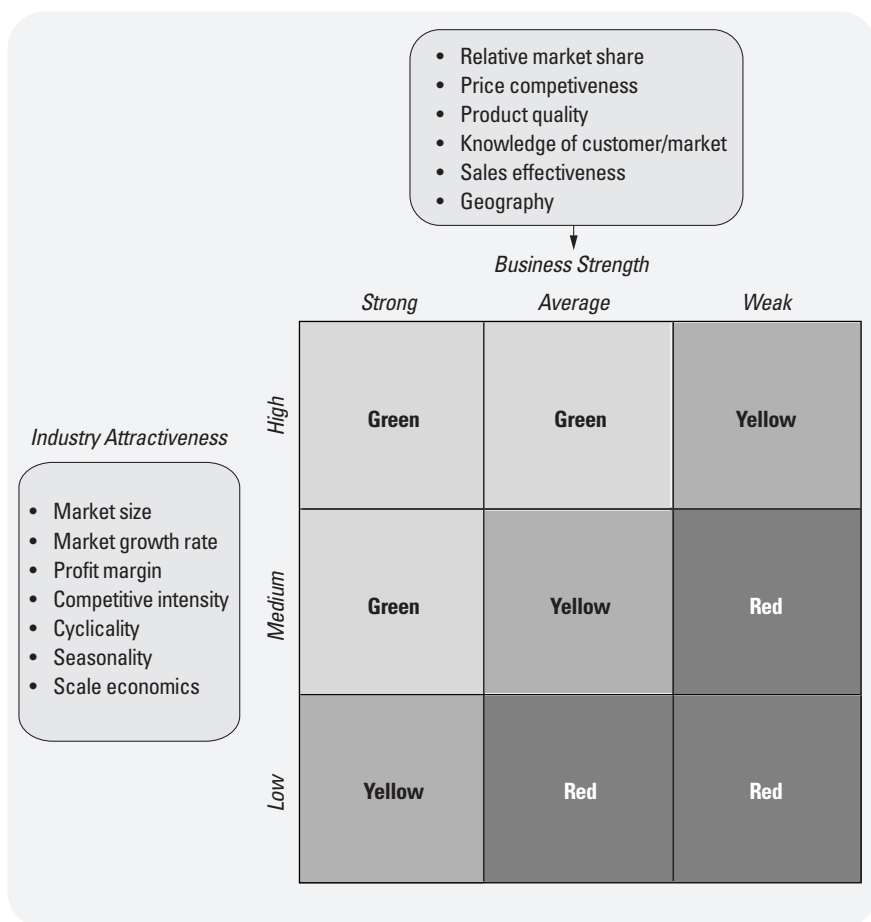 • Relative market share
• Price competiveness
• Product quality
• Knowledge of customer/market
• Sales effectiveness
• Geography
Business Strength
Strong Average Weak
High Green Green Yellow
Industry Attractiveness
• Market size
• Market growth rate
• Profit margin
• Competitive intensity
• Cyclicality
• Seasonality
• Scale economics
Medium Green Yellow Red
Low Yellow Red Red